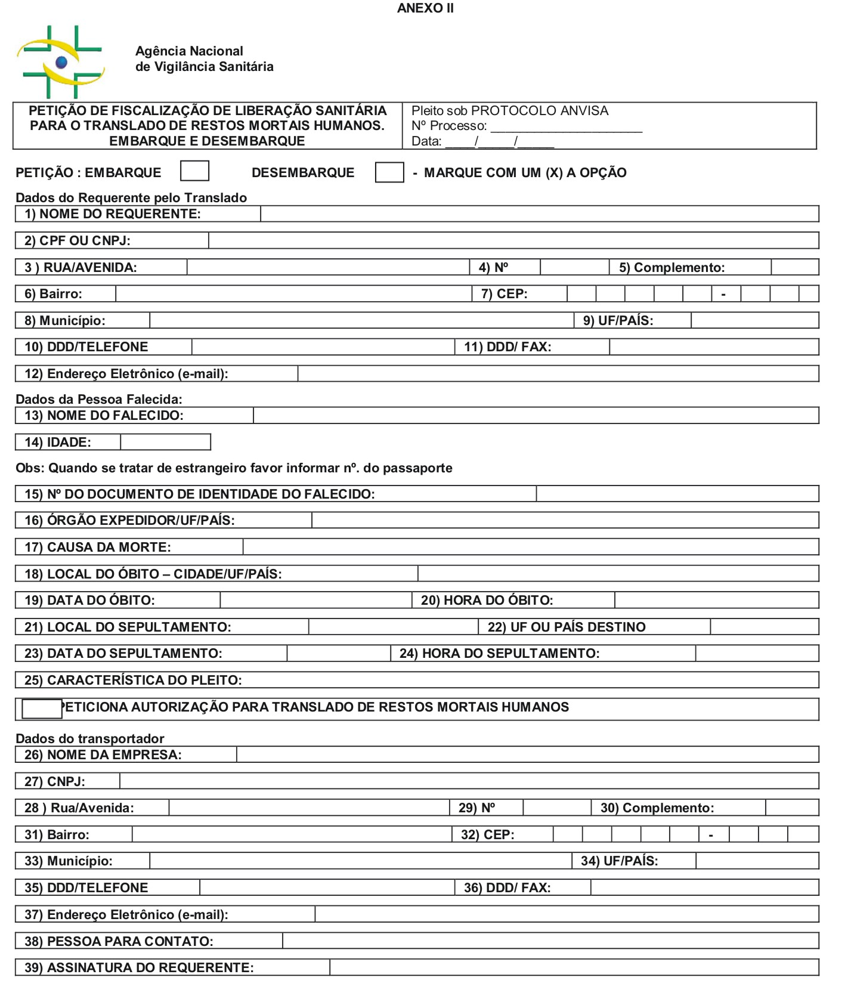 ANEXO II
Agência Nacional
de Vigilância Sanitária
PETIÇÃO DE FISCALIZAÇÃO DE LIBERAÇÃO SANITÁRIA
PARA O TRANSLADO DE RESTOS MORTAIS HUMANOS.
EMBARQUE E DESEMBARQUE
Pleito sob PROTOCOLO ANVISA
Nº Processo: _____________________
Data: ____/_____/_____
PETIÇÃO : EMBARQUE DESEMBARQUE - MARQUE COM UM (X) A OPÇÃO
Dados do Requerente pelo Translado
1) NOME DO REQUERENTE:
2) CPF OU CNPJ:
3 ) RUA/AVENIDA: 4) Nº 5) Complemento:
6) Bairro: 7) CEP: -
8) Município: 9) UF/PAÍS:
10) DDD/TELEFONE 11) DDD/ FAX:
12) Endereço Eletrônico (e-mail):
Dados da Pessoa Falecida:
13) NOME DO FALECIDO:
14) IDADE:
Obs: Quando se tratar de estrangeiro favor informar nº. do passaporte
15) Nº DO DOCUMENTO DE IDENTIDADE DO FALECIDO:
16) ÓRGÃO EXPEDIDOR/UF/PAÍS:
17) CAUSA DA MORTE:
18) LOCAL DO ÓBITO – CIDADE/UF/PAÍS:
19) DATA DO ÓBITO: 20) HORA DO ÓBITO:
21) LOCAL DO SEPULTAMENTO: 22) UF OU PAÍS DESTINO
23) DATA DO SEPULTAMENTO: 24) HORA DO SEPULTAMENTO:
25) CARACTERÍSTICA DO PLEITO:
PETICIONA AUTORIZAÇÃO PARA TRANSLADO DE RESTOS MORTAIS HUMANOS
Dados do transportador
26) NOME DA EMPRESA:
27) CNPJ:
28 ) Rua/Avenida: 29) Nº 30) Complemento:
31) Bairro: 32) CEP: -
33) Município: 34) UF/PAÍS:
35) DDD/TELEFONE 36) DDD/ FAX:
37) Endereço Eletrônico (e-mail):
38) PESSOA PARA CONTATO:
39) ASSINATURA DO REQUERENTE: